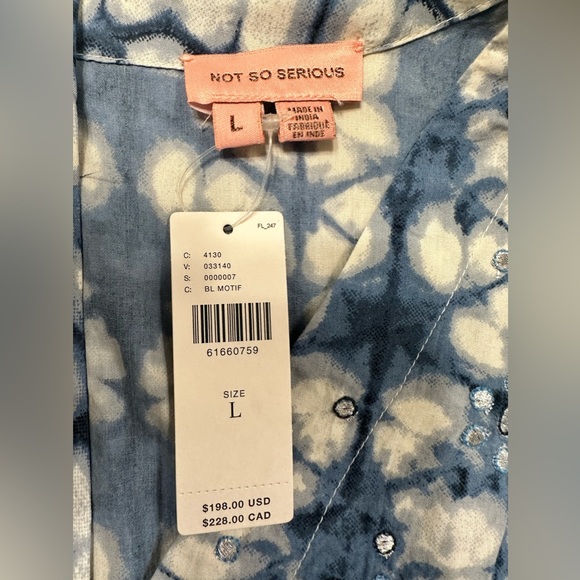 NOT SO SERIOUS
L
MADE IN
INDIA
FABRIQUE
EN INDE
FL_247
C: 4130
V: 033140
S: 0000007
C: BL MOTIF
61660759
SIZE
L
$198.00 USD
$228.00 CAD